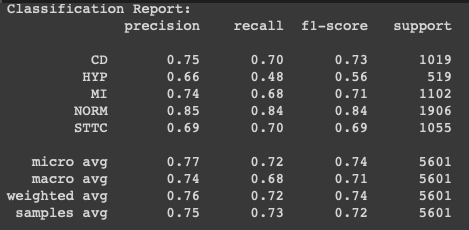 Classification Report:
precision recall f1-score support
CD 0.75 0.70 0.73 1019
HYP 0.66 0.48 0.56 519
MI 0.74 0.68 0.71 1102
NORM 0.85 0.84 0.84 1906
STTC 0.69 0.70 0.69 1055
micro avg 0.77 0.72 0.74 5601
macro avg 0.74 0.68 0.71 5601
weighted avg 0.76 0.72 0.74 5601
samples avg 0.75 0.73 0.72 5601